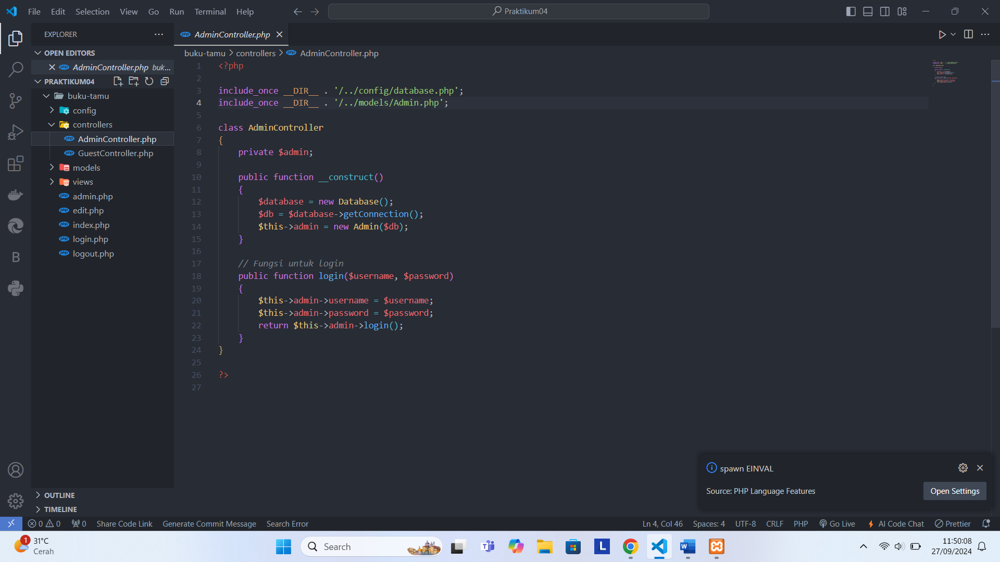 File Edit Selection View Go Run Terminal Help
Praktikum04
EXPLORER
OPEN EDITORS
AdminController.php buk...
PRAKTIKUM04
buku-tamu
config
controllers
AdminController.php
GuestController.php
models
views
admin.php
edit.php
index.php
login.php
logout.php
OUTLINE
TIMELINE
AdminController.php
buku-tamu > controllers > AdminController.php
1 <?php
2
3 include_once __DIR__ . '/../config/database.php';
4 include_once __DIR__ . '/../models/Admin.php';
5
6 class AdminController
7 {
8     private $admin;
9
10     public function __construct()
11     {
12         $database = new Database();
13         $db = $database->getConnection();
14         $this->admin = new Admin($db);
15     }
16
17     // Fungsi untuk login
18     public function login($username, $password)
19     {
20         $this->admin->username = $username;
21         $this->admin->password = $password;
22         return $this->admin->login();
23     }
24 }
25
26 ?>
27
spawn EINVAL
Source: PHP Language Features
Open Settings
0 0 0 Share Code Link Generate Commit Message Search Error
Ln 4, Col 46 Spaces: 4 UTF-8 CRLF PHP Go Live AI Code Chat Prettier
1
31°C
Cerah
Search
11:50:08
27/09/2024